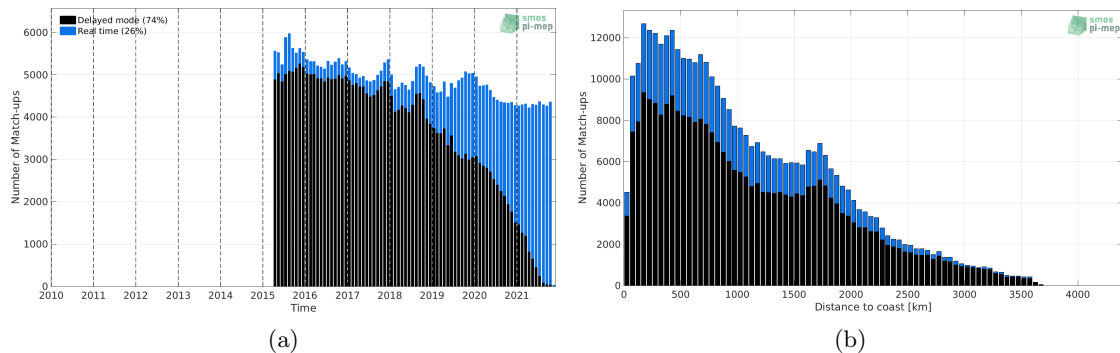 Delayed mode (74%)
Real time (26%)
smos
pi-mep
Number of Match-ups
6000
5000
4000
3000
2000
1000
0
2010 2011 2012 2013 2014 2015 2016 2017 2018 2019 2020 2021
Time
(a)
smos
pi-mep
Number of Match-ups
12000
10000
8000
6000
4000
2000
0
0 500 1000 1500 2000 2500 3000 3500 4000
Distance to coast [km]
(b)